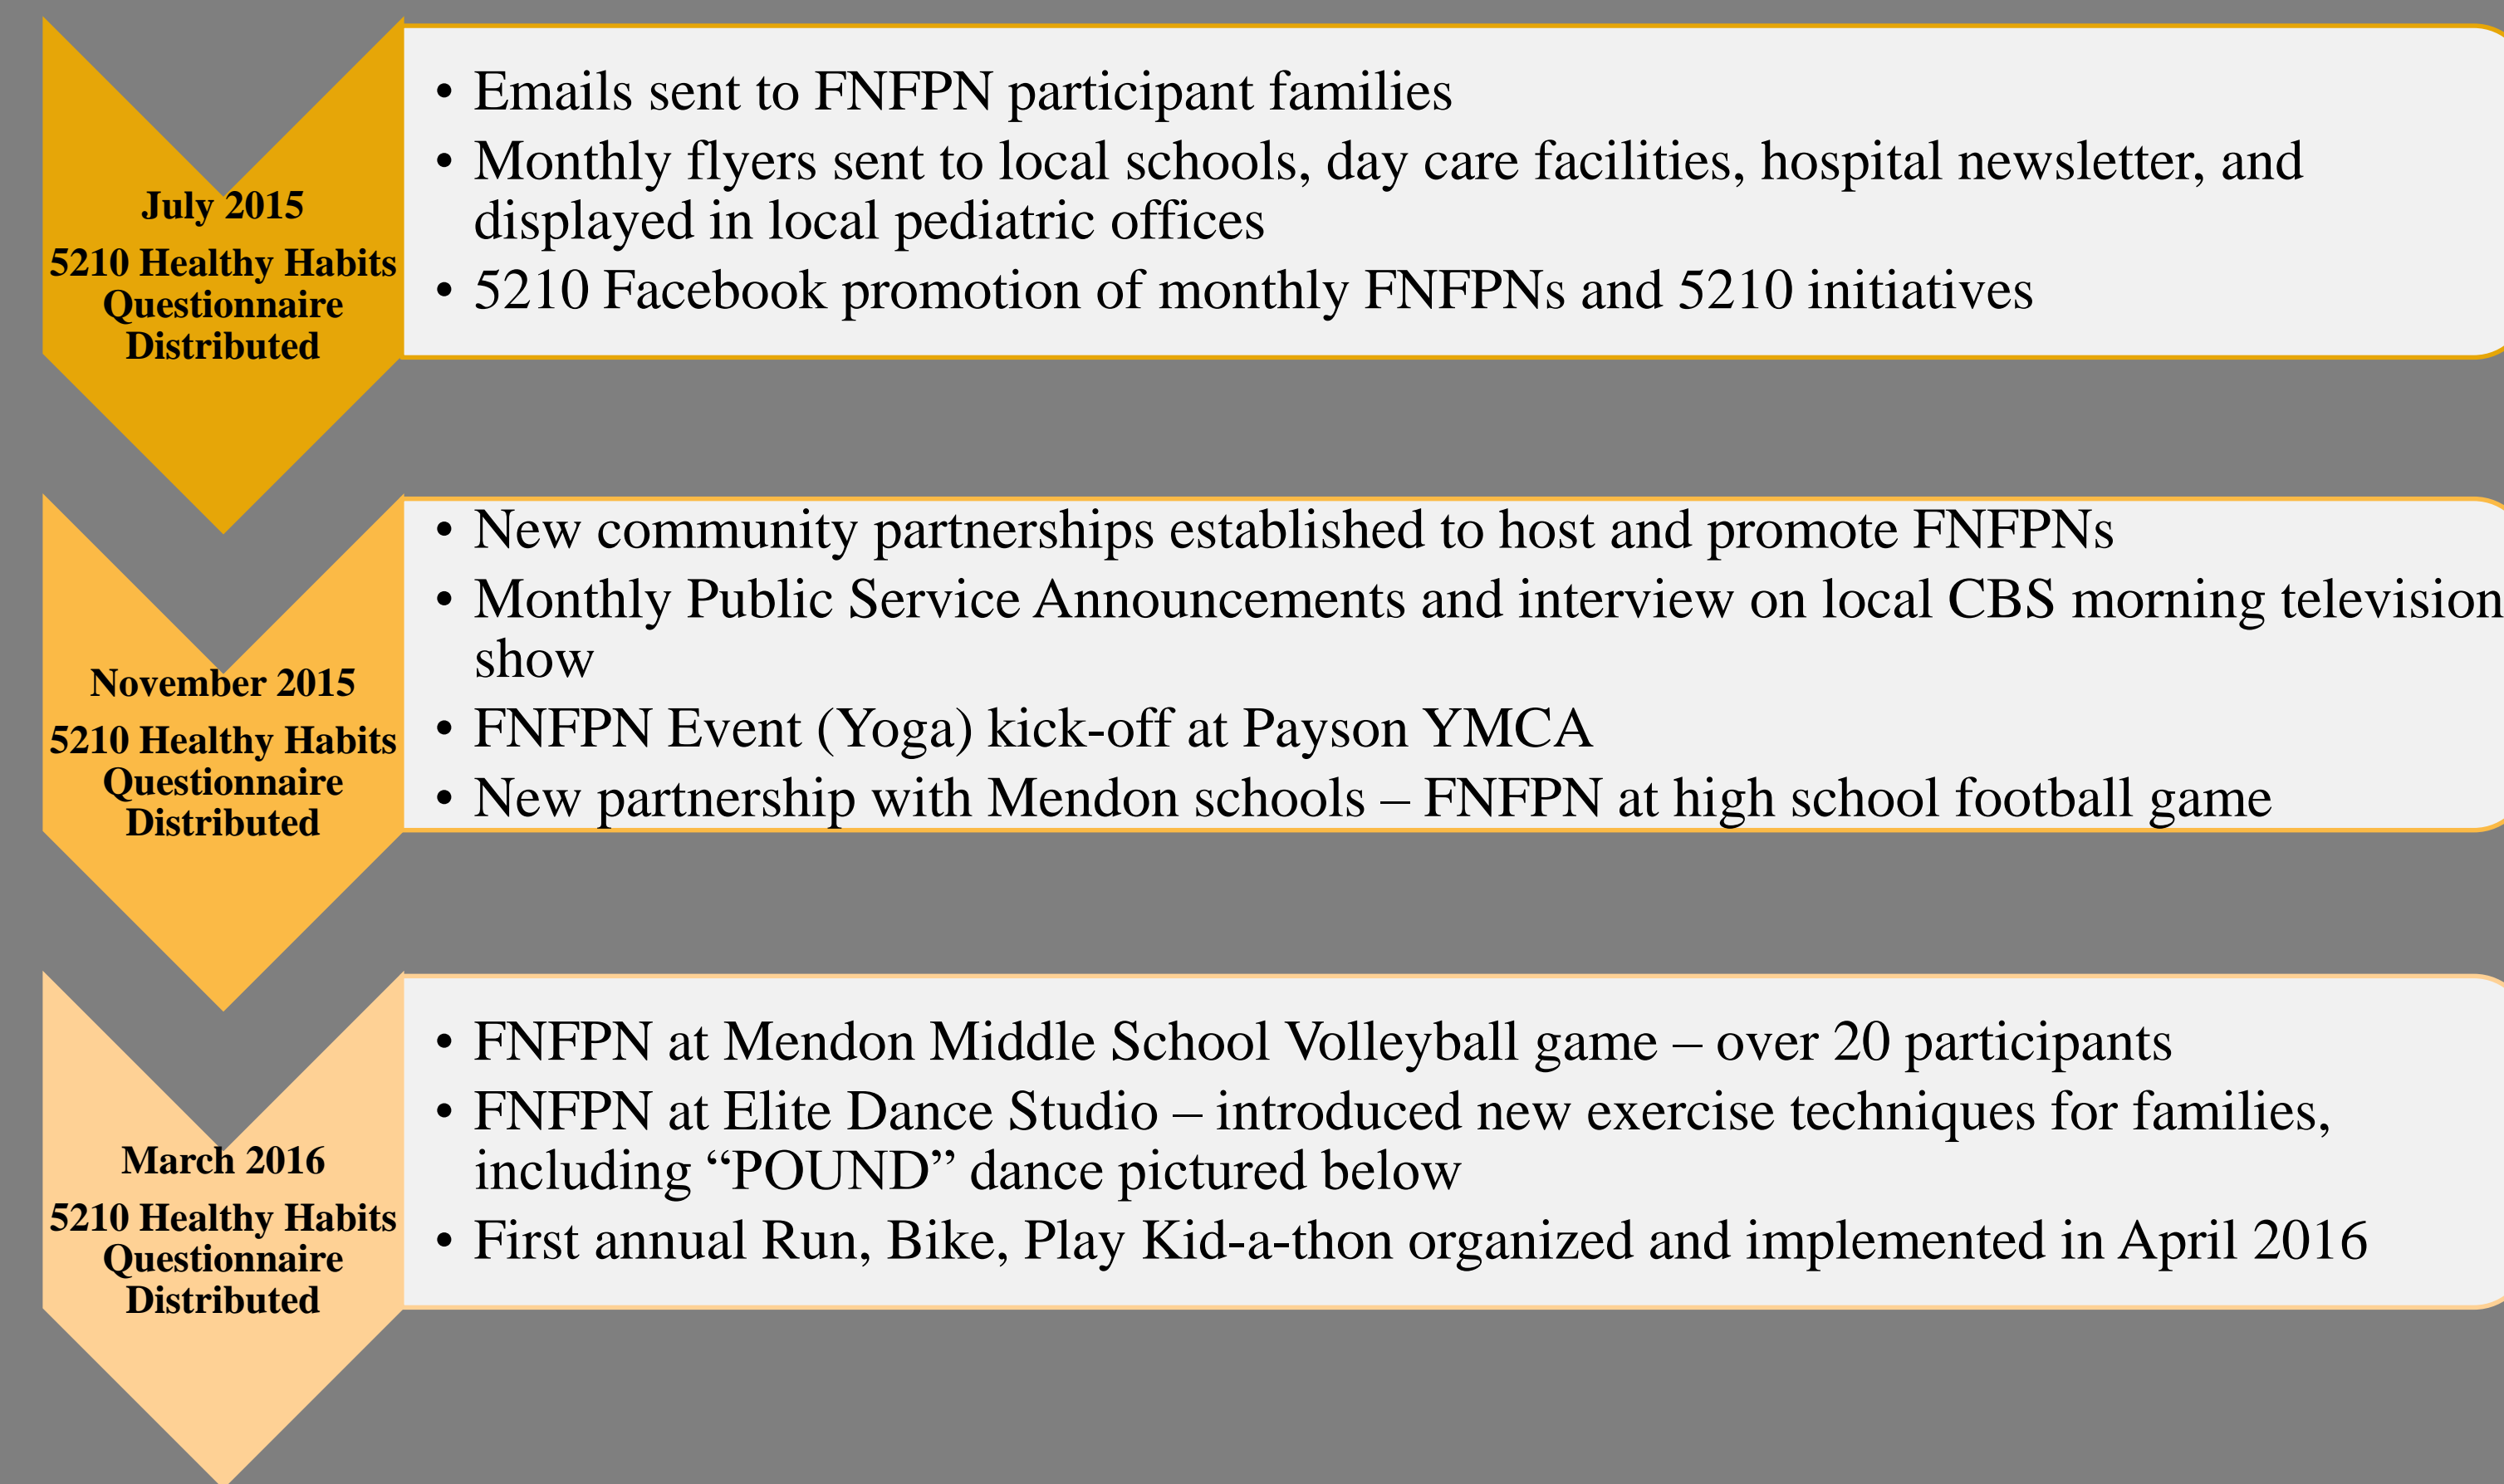 July 2015
5210 Healthy Habits
Questionnaire
Distributed
• Emails sent to FNFPN participant families
• Monthly flyers sent to local schools, day care facilities, hospital newsletter, and
displayed in local pediatric offices
• 5210 Facebook promotion of monthly FNFPNs and 5210 initiatives
November 2015
5210 Healthy Habits
Questionnaire
Distributed
• New community partnerships established to host and promote FNFPNs
• Monthly Public Service Announcements and interview on local CBS morning television
show
• FNFPN Event (Yoga) kick-off at Payson YMCA
• New partnership with Mendon schools – FNFPN at high school football game
March 2016
5210 Healthy Habits
Questionnaire
Distributed
• FNFPN at Mendon Middle School Volleyball game – over 20 participants
• FNFPN at Elite Dance Studio – introduced new exercise techniques for families,
including “POUND” dance pictured below
• First annual Run, Bike, Play Kid-a-thon organized and implemented in April 2016